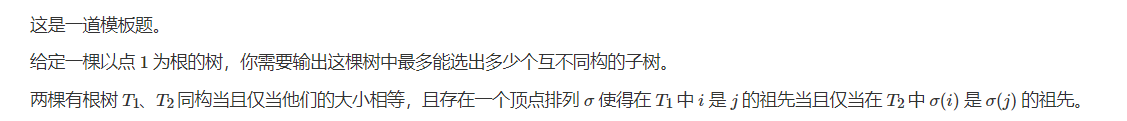 这是一道模板题。
给定一棵以点 1 为根的树，你需要输出这棵树中最多能选出多少个互不同构的子树。
两棵有根树 T₁、T₂ 同构当且仅当他们的大小相等，且存在一个顶点排列 σ 使得在 T₁ 中 i 是 j 的祖先当且仅当在 T₂ 中 σ(i) 是 σ(j) 的祖先。